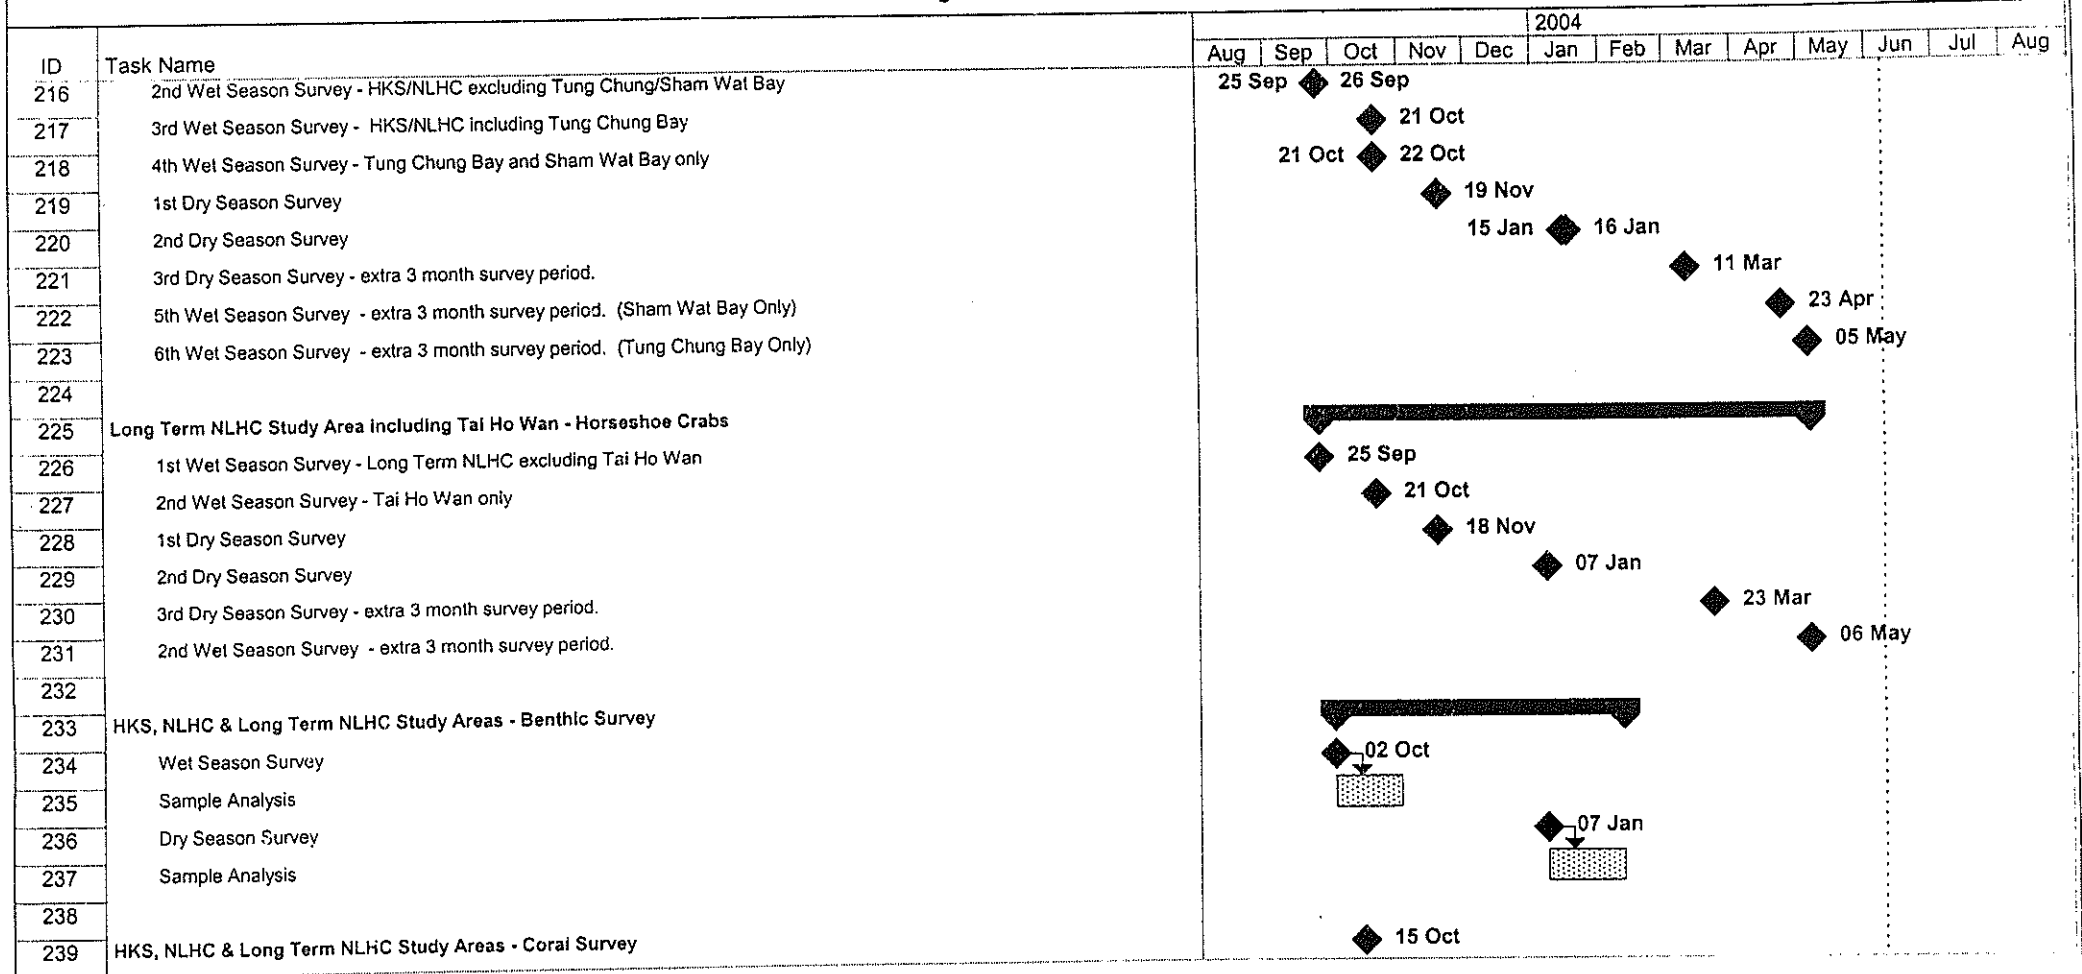 2004
ID Task Name Aug Sep Oct Nov Dec Jan Feb Mar Apr May Jun Jul Aug
216 2nd Wet Season Survey - HKS/NLHC excluding Tung Chung/Sham Wat Bay 25 Sep 26 Sep
217 3rd Wet Season Survey - HKS/NLHC including Tung Chung Bay 21 Oct
218 4th Wet Season Survey - Tung Chung Bay and Sham Wat Bay only 21 Oct 22 Oct
219 1st Dry Season Survey 19 Nov
220 2nd Dry Season Survey 15 Jan 16 Jan
221 3rd Dry Season Survey - extra 3 month survey period. 11 Mar
222 5th Wet Season Survey - extra 3 month survey period. (Sham Wat Bay Only) 23 Apr
223 6th Wet Season Survey - extra 3 month survey period. (Tung Chung Bay Only) 05 May
224
225 Long Term NLHC Study Area including Tai Ho Wan - Horseshoe Crabs
226 1st Wet Season Survey - Long Term NLHC excluding Tai Ho Wan 25 Sep
227 2nd Wet Season Survey - Tai Ho Wan only 21 Oct
228 1st Dry Season Survey 18 Nov
229 2nd Dry Season Survey 07 Jan
230 3rd Dry Season Survey - extra 3 month survey period. 23 Mar
231 2nd Wet Season Survey - extra 3 month survey period. 06 May
232
233 HKS, NLHC & Long Term NLHC Study Areas - Benthic Survey
234 Wet Season Survey 02 Oct
235 Sample Analysis
236 Dry Season Survey 07 Jan
237 Sample Analysis
238
239 HKS, NLHC & Long Term NLHC Study Areas - Coral Survey 15 Oct